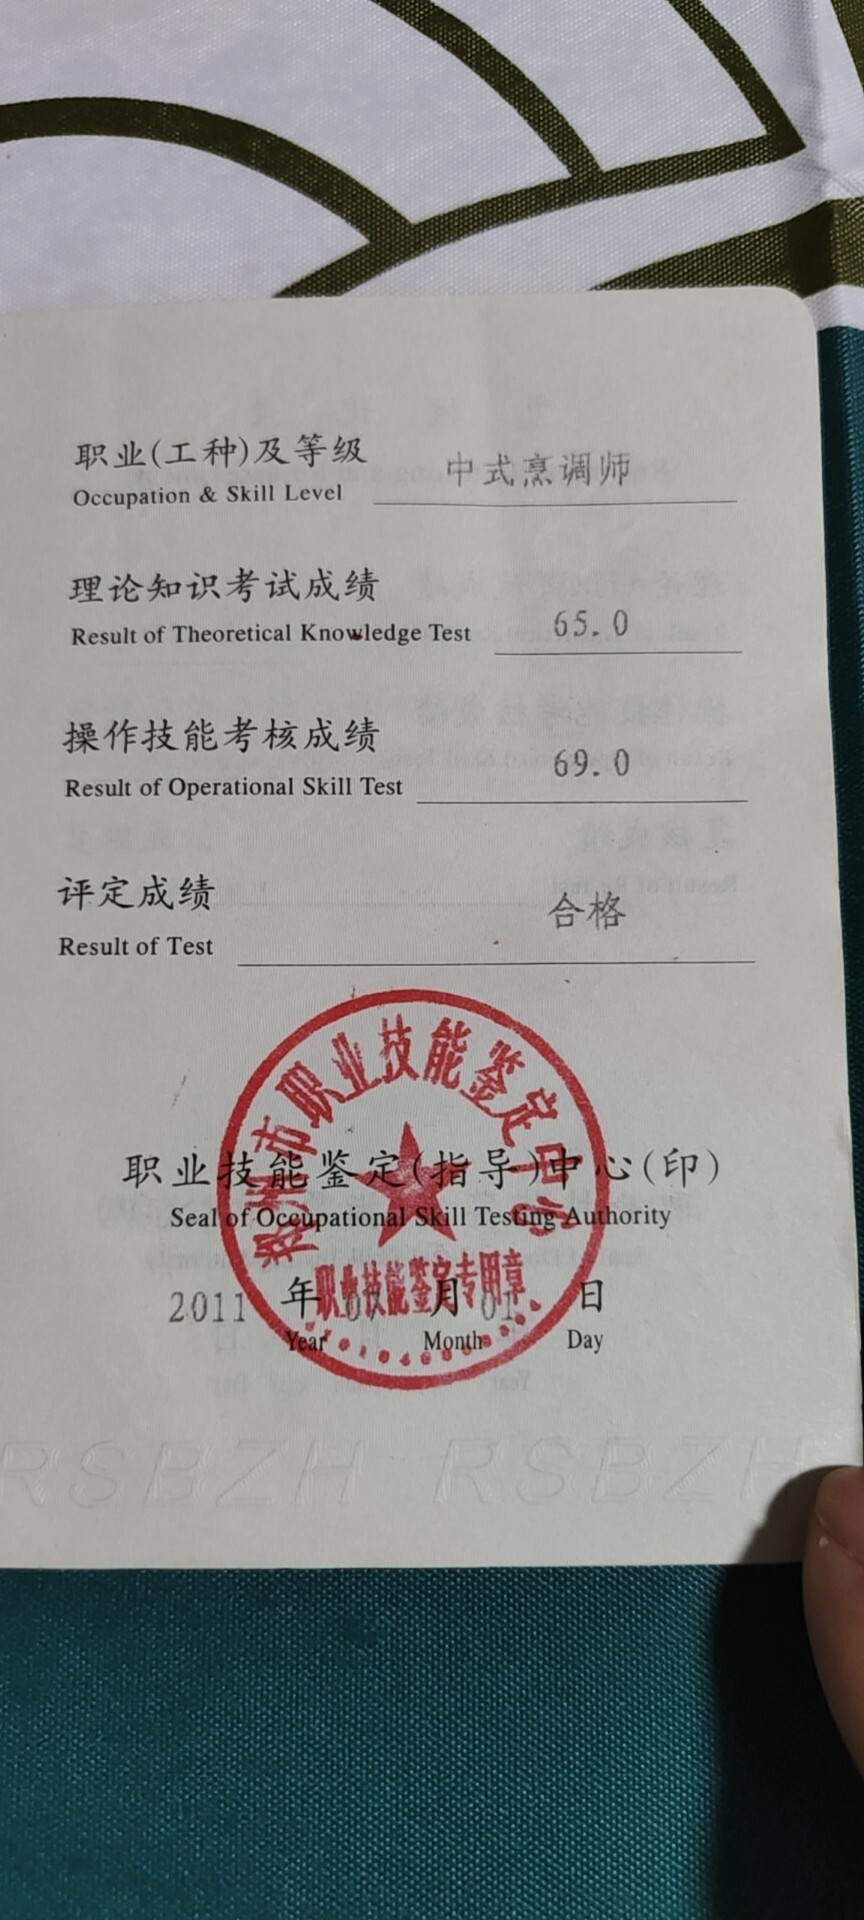 职业(工种)及等级 中式烹调师
Occupation & Skill Level
理论知识考试成绩
Result of Theoretical Knowledge Test 65.0
操作技能考核成绩 69.0
Result of Operational Skill Test
评定成绩 合格
Result of Test
市职业技能鉴定中心
职业技能鉴定(指导)中心(印)
Seal of Occupational Skill Testing Authority
职业技能鉴定专用章
2011 年 月 01 日
Year Month Day
RSBZH RSBZH